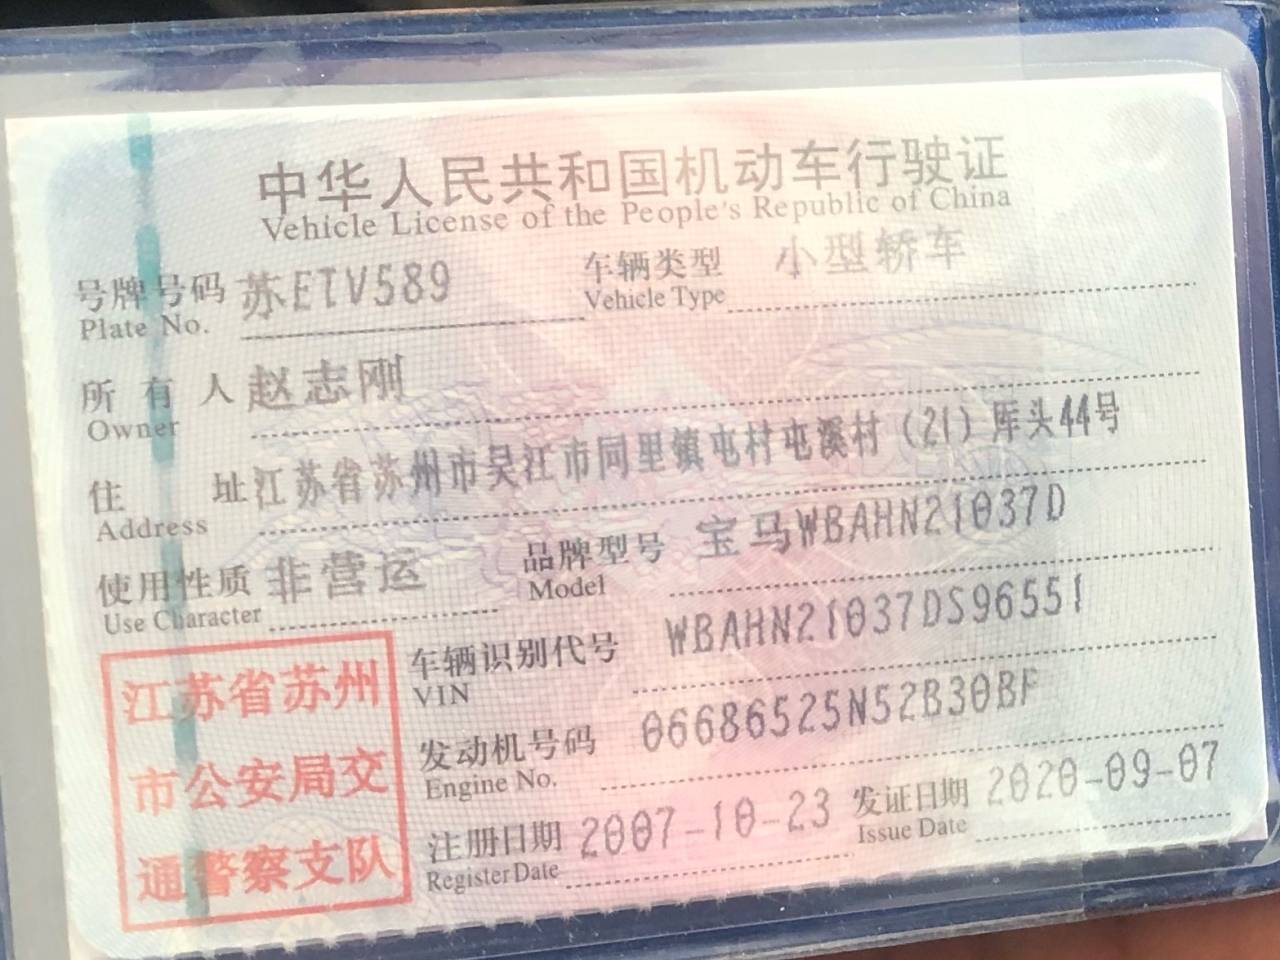 中华人民共和国机动车行驶证
Vehicle License of the People's Republic of China
号牌号码 苏ETV589 车辆类型 小型轿车
Plate No. Vehicle Type
所有人 赵志刚
Owner
住址 江苏省苏州市吴江市同里镇屯村屯溪村（21）厍头44号
Address
使用性质 非营运 品牌型号 宝马WBAHN21037D
Use Character Model
车辆识别代号 WBAHN21037DS96551
VIN
发动机号码 06686525N52B30BF
Engine No.
注册日期 2007-10-23 发证日期 2020-09-07
Register Date Issue Date
江苏省苏州
市公安局交
通警察支队